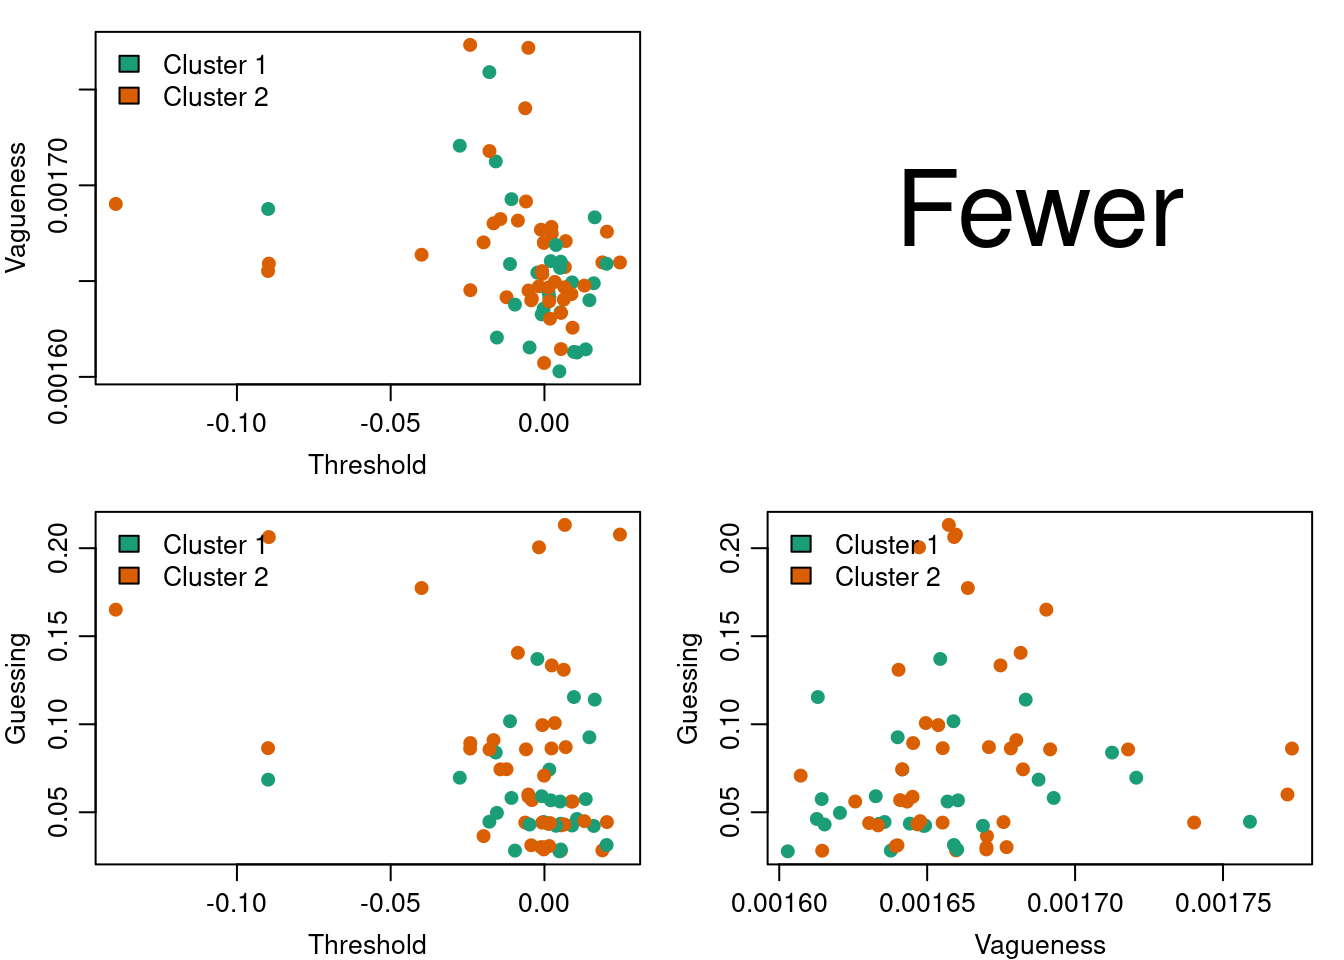 Cluster 1
Cluster 2
Vagueness
0.00160
0.00170
-0.10
-0.05
0.00
Threshold
Fewer
Cluster 1
Cluster 2
Guessing
0.05
0.10
0.15
0.20
-0.10
-0.05
0.00
Threshold
Cluster 1
Cluster 2
Guessing
0.05
0.10
0.15
0.20
0.00160
0.00165
0.00170
0.00175
Vagueness